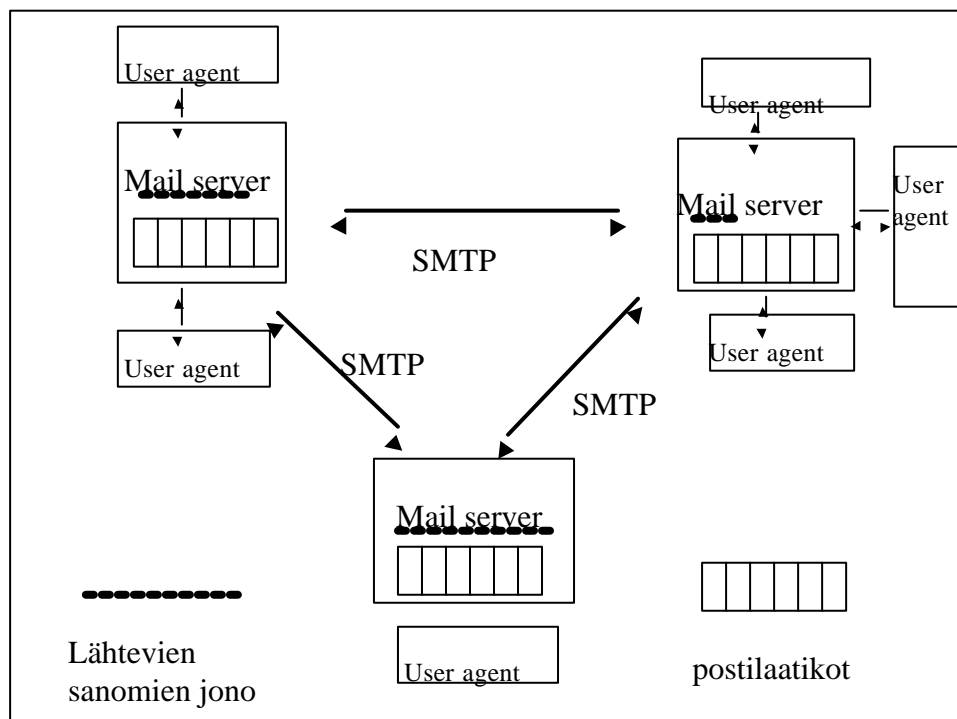 User agent
User agent
Mail server
Mail server
User
agent
SMTP
User agent
User agent
SMTP
SMTP
Mail server
Lähtevien
sanomien jono
User agent
postilaatikot